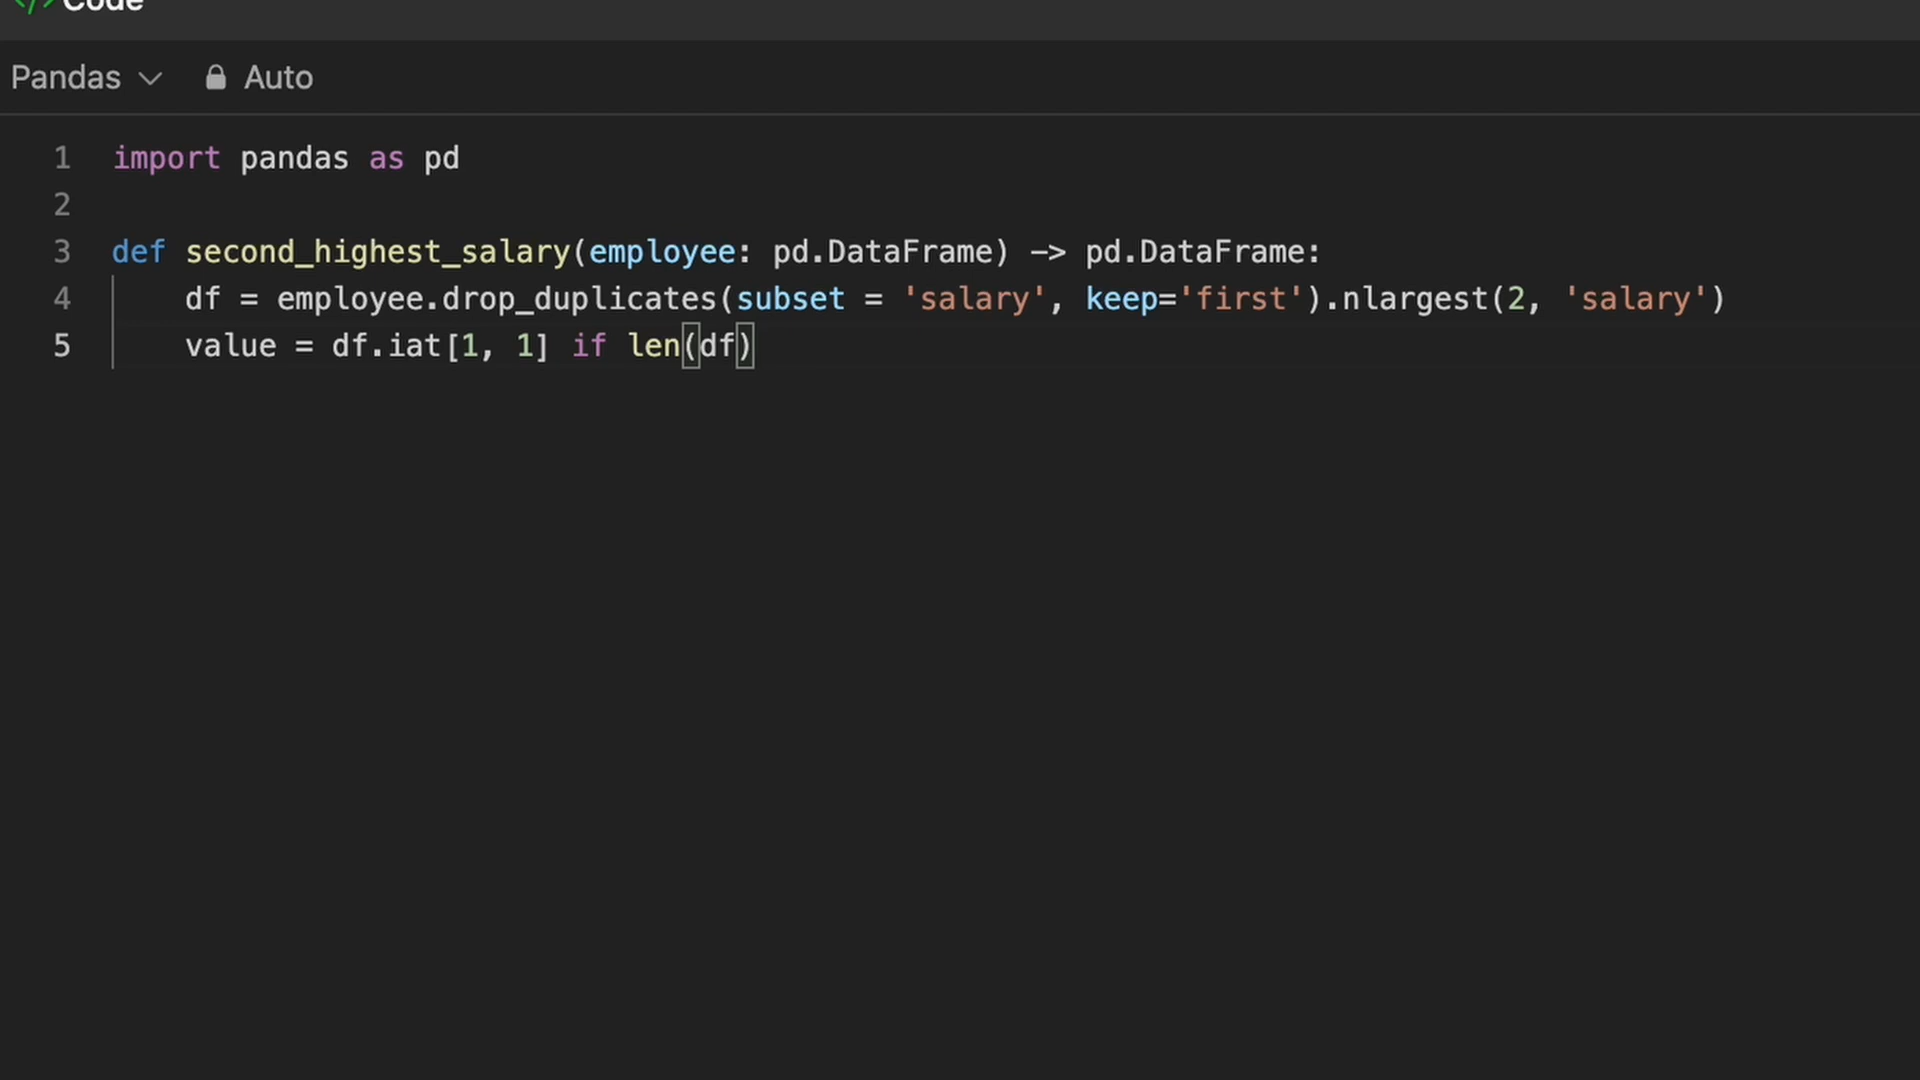 </> Code
Pandas Auto
1 import pandas as pd
2
3 def second_highest_salary(employee: pd.DataFrame) -> pd.DataFrame:
4 df = employee.drop_duplicates(subset = 'salary', keep='first').nlargest(2, 'salary')
5 value = df.iat[1, 1] if len(df)